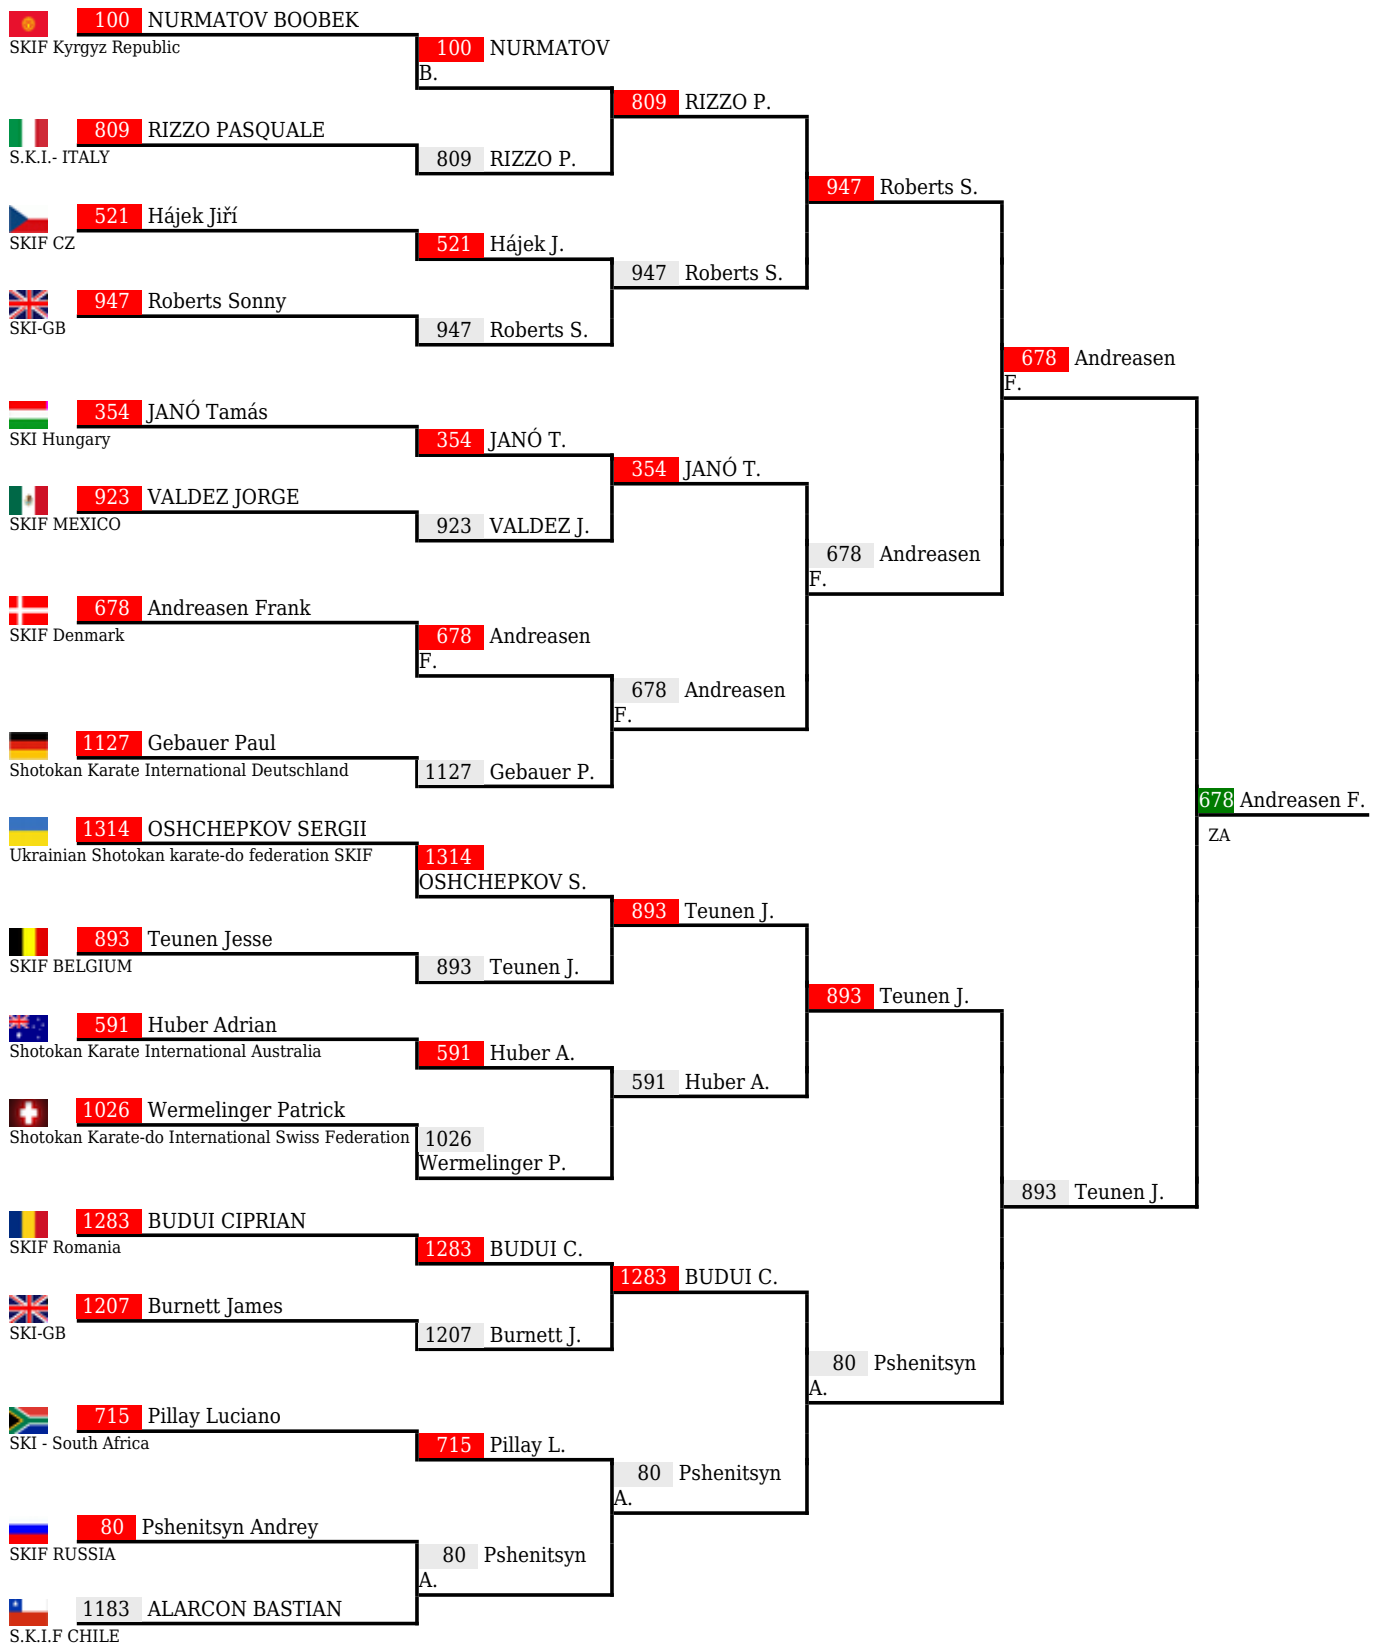 100 NURMATOV BOOBEK
SKIF Kyrgyz Republic
100 NURMATOV
B.
809 RIZZO P.
809 RIZZO PASQUALE
S.K.I.- ITALY
809 RIZZO P.
947 Roberts S.
521 Hájek Jiří
SKIF CZ
521 Hájek J.
947 Roberts S.
947 Roberts Sonny
SKI-GB
947 Roberts S.
678 Andreasen
F.
354 JANÓ Tamás
SKI Hungary
354 JANÓ T.
354 JANÓ T.
923 VALDEZ JORGE
SKIF MEXICO
923 VALDEZ J.
678 Andreasen
F.
678 Andreasen Frank
SKIF Denmark
678 Andreasen
F.
678 Andreasen
F.
1127 Gebauer Paul
Shotokan Karate International Deutschland
1127 Gebauer P.
678 Andreasen F.
ZA
1314 OSHCHEPKOV SERGII
Ukrainian Shotokan karate-do federation SKIF
1314
OSHCHEPKOV S.
893 Teunen J.
893 Teunen Jesse
SKIF BELGIUM
893 Teunen J.
893 Teunen J.
591 Huber Adrian
Shotokan Karate International Australia
591 Huber A.
591 Huber A.
1026 Wermelinger Patrick
Shotokan Karate-do International Swiss Federation
1026
Wermelinger P.
893 Teunen J.
1283 BUDUI CIPRIAN
SKIF Romania
1283 BUDUI C.
1283 BUDUI C.
1207 Burnett James
SKI-GB
1207 Burnett J.
80 Pshenitsyn
A.
715 Pillay Luciano
SKI - South Africa
715 Pillay L.
80 Pshenitsyn
A.
80 Pshenitsyn Andrey
SKIF RUSSIA
80 Pshenitsyn
A.
1183 ALARCON BASTIAN
S.K.I.F CHILE